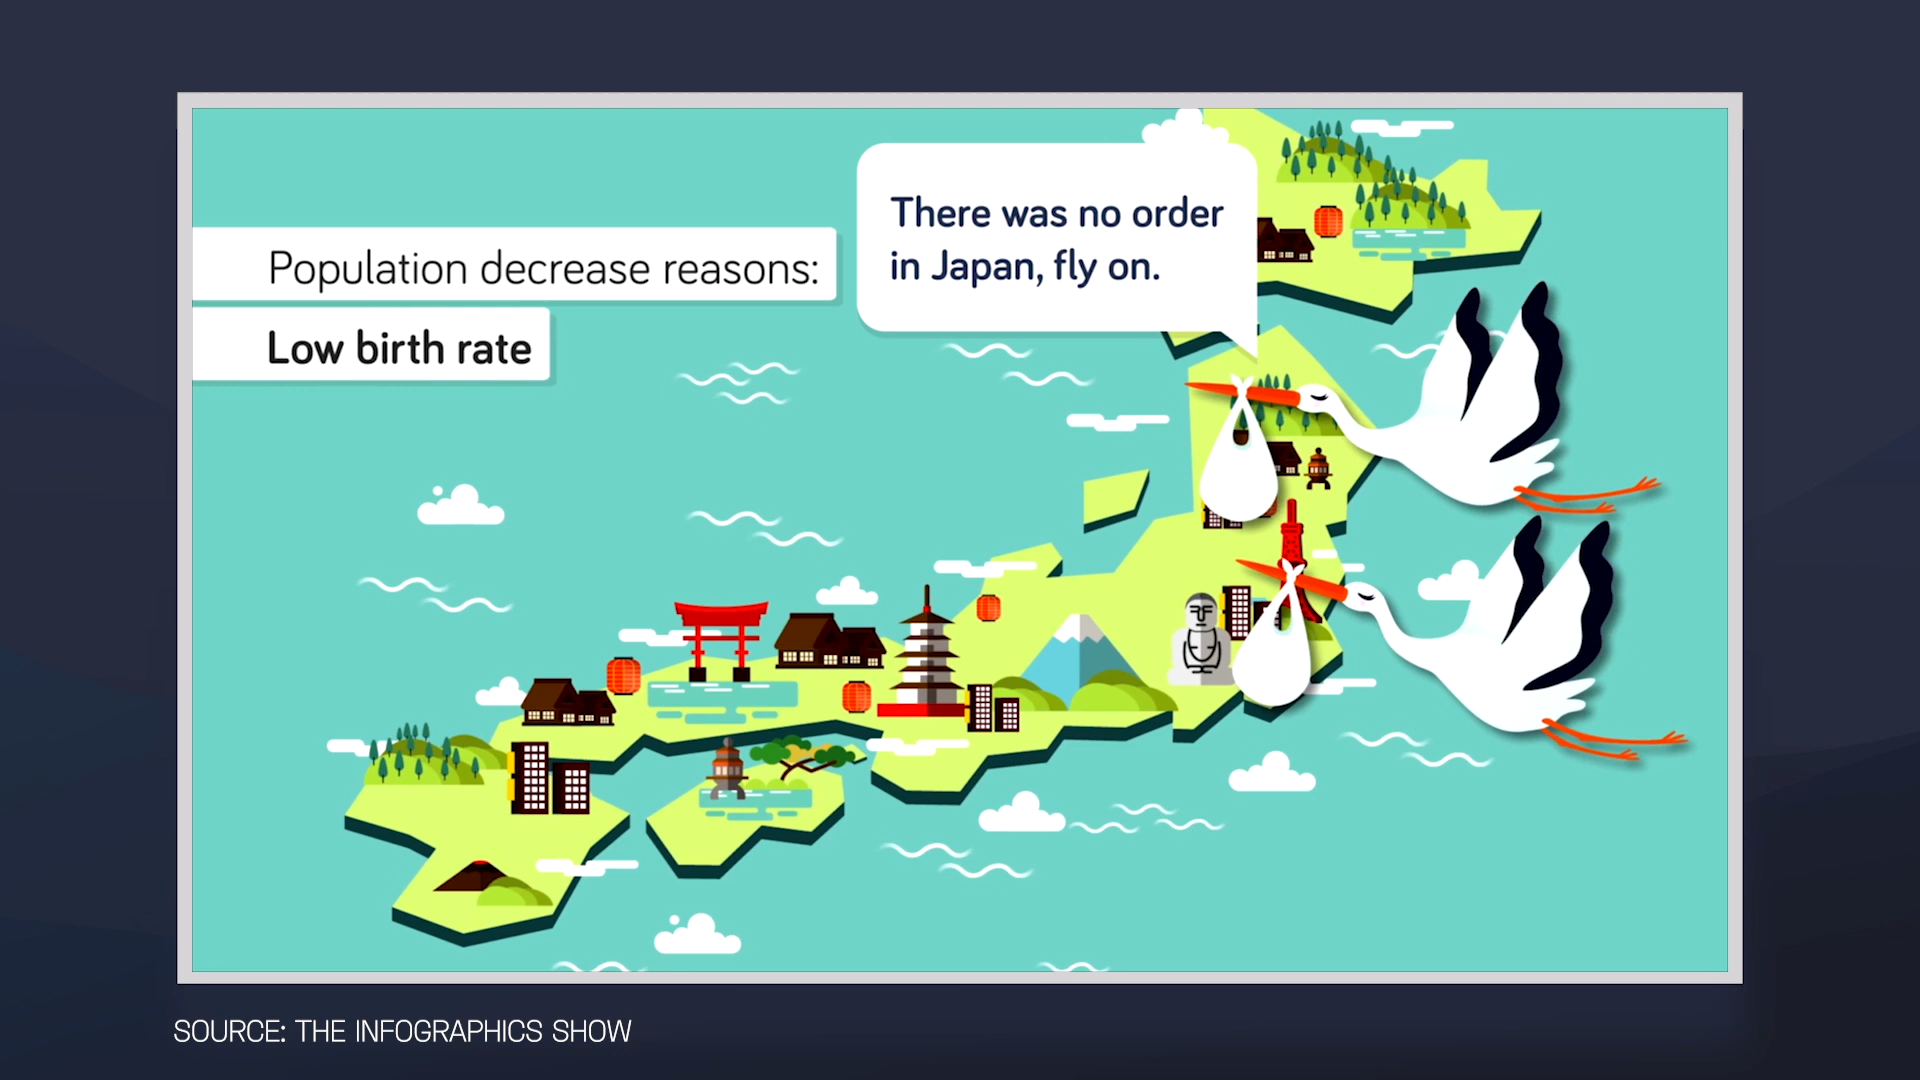 Population decrease reasons:
Low birth rate
There was no order
in Japan, fly on.
SOURCE: THE INFOGRAPHICS SHOW